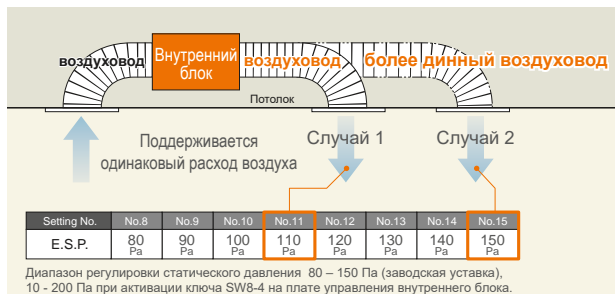 воздуховод
Внутренний
блок
воздуховод
более динный воздуховод
Потолок
Поддерживается
одинаковый расход воздуха
Случай 1
Случай 2
Setting No. No.8 No.9 No.10 No.11 No.12 No.13 No.14 No.15
E.S.P. 80 Pa 90 Pa 100 Pa 110 Pa 120 Pa 130 Pa 140 Pa 150 Pa
Диапазон регулировки статического давления 80 – 150 Па (заводская уставка),
10 - 200 Па при активации ключа SW8-4 на плате управления внутреннего блока.